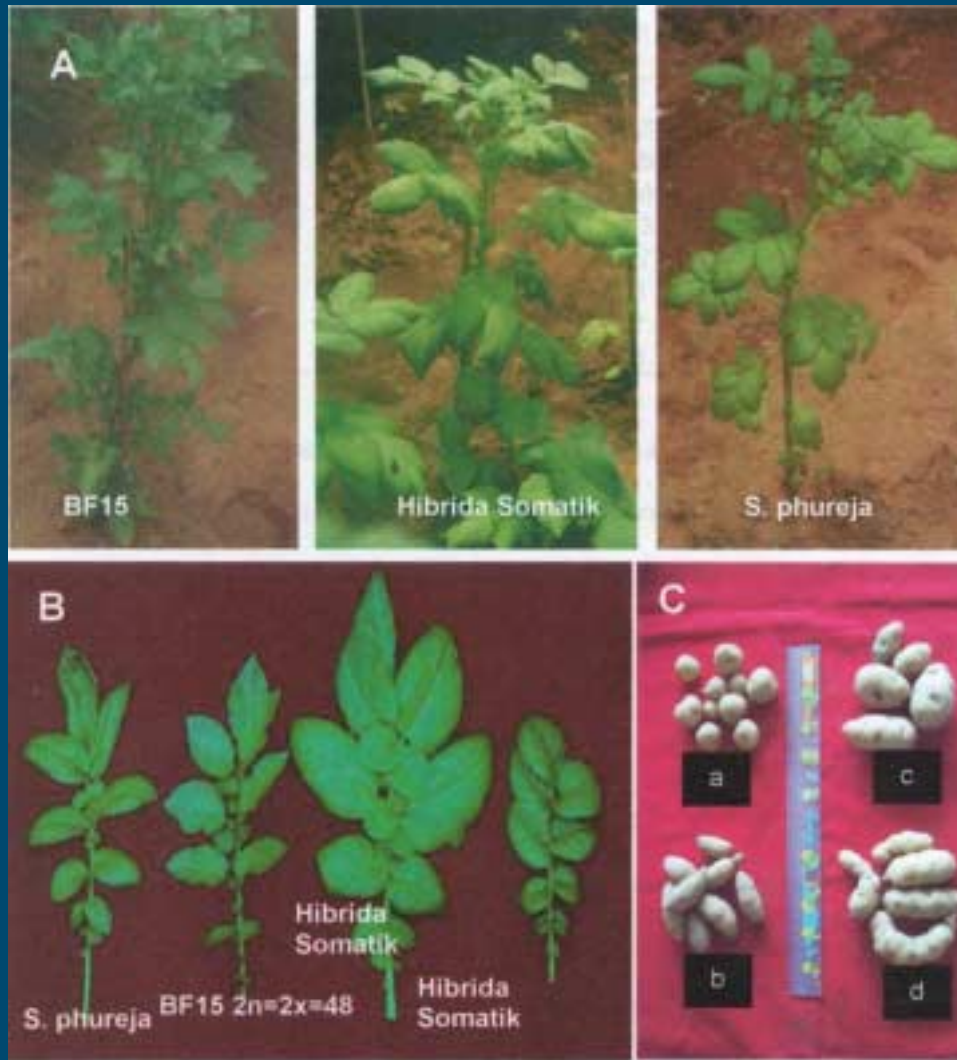 A
BF15
Hibrida Somatik
S. phureja
B
Hibrida
Somatik
S. phureja
BF15 2n=2x=48
Hibrida
Somatik
C
a
c
b
d